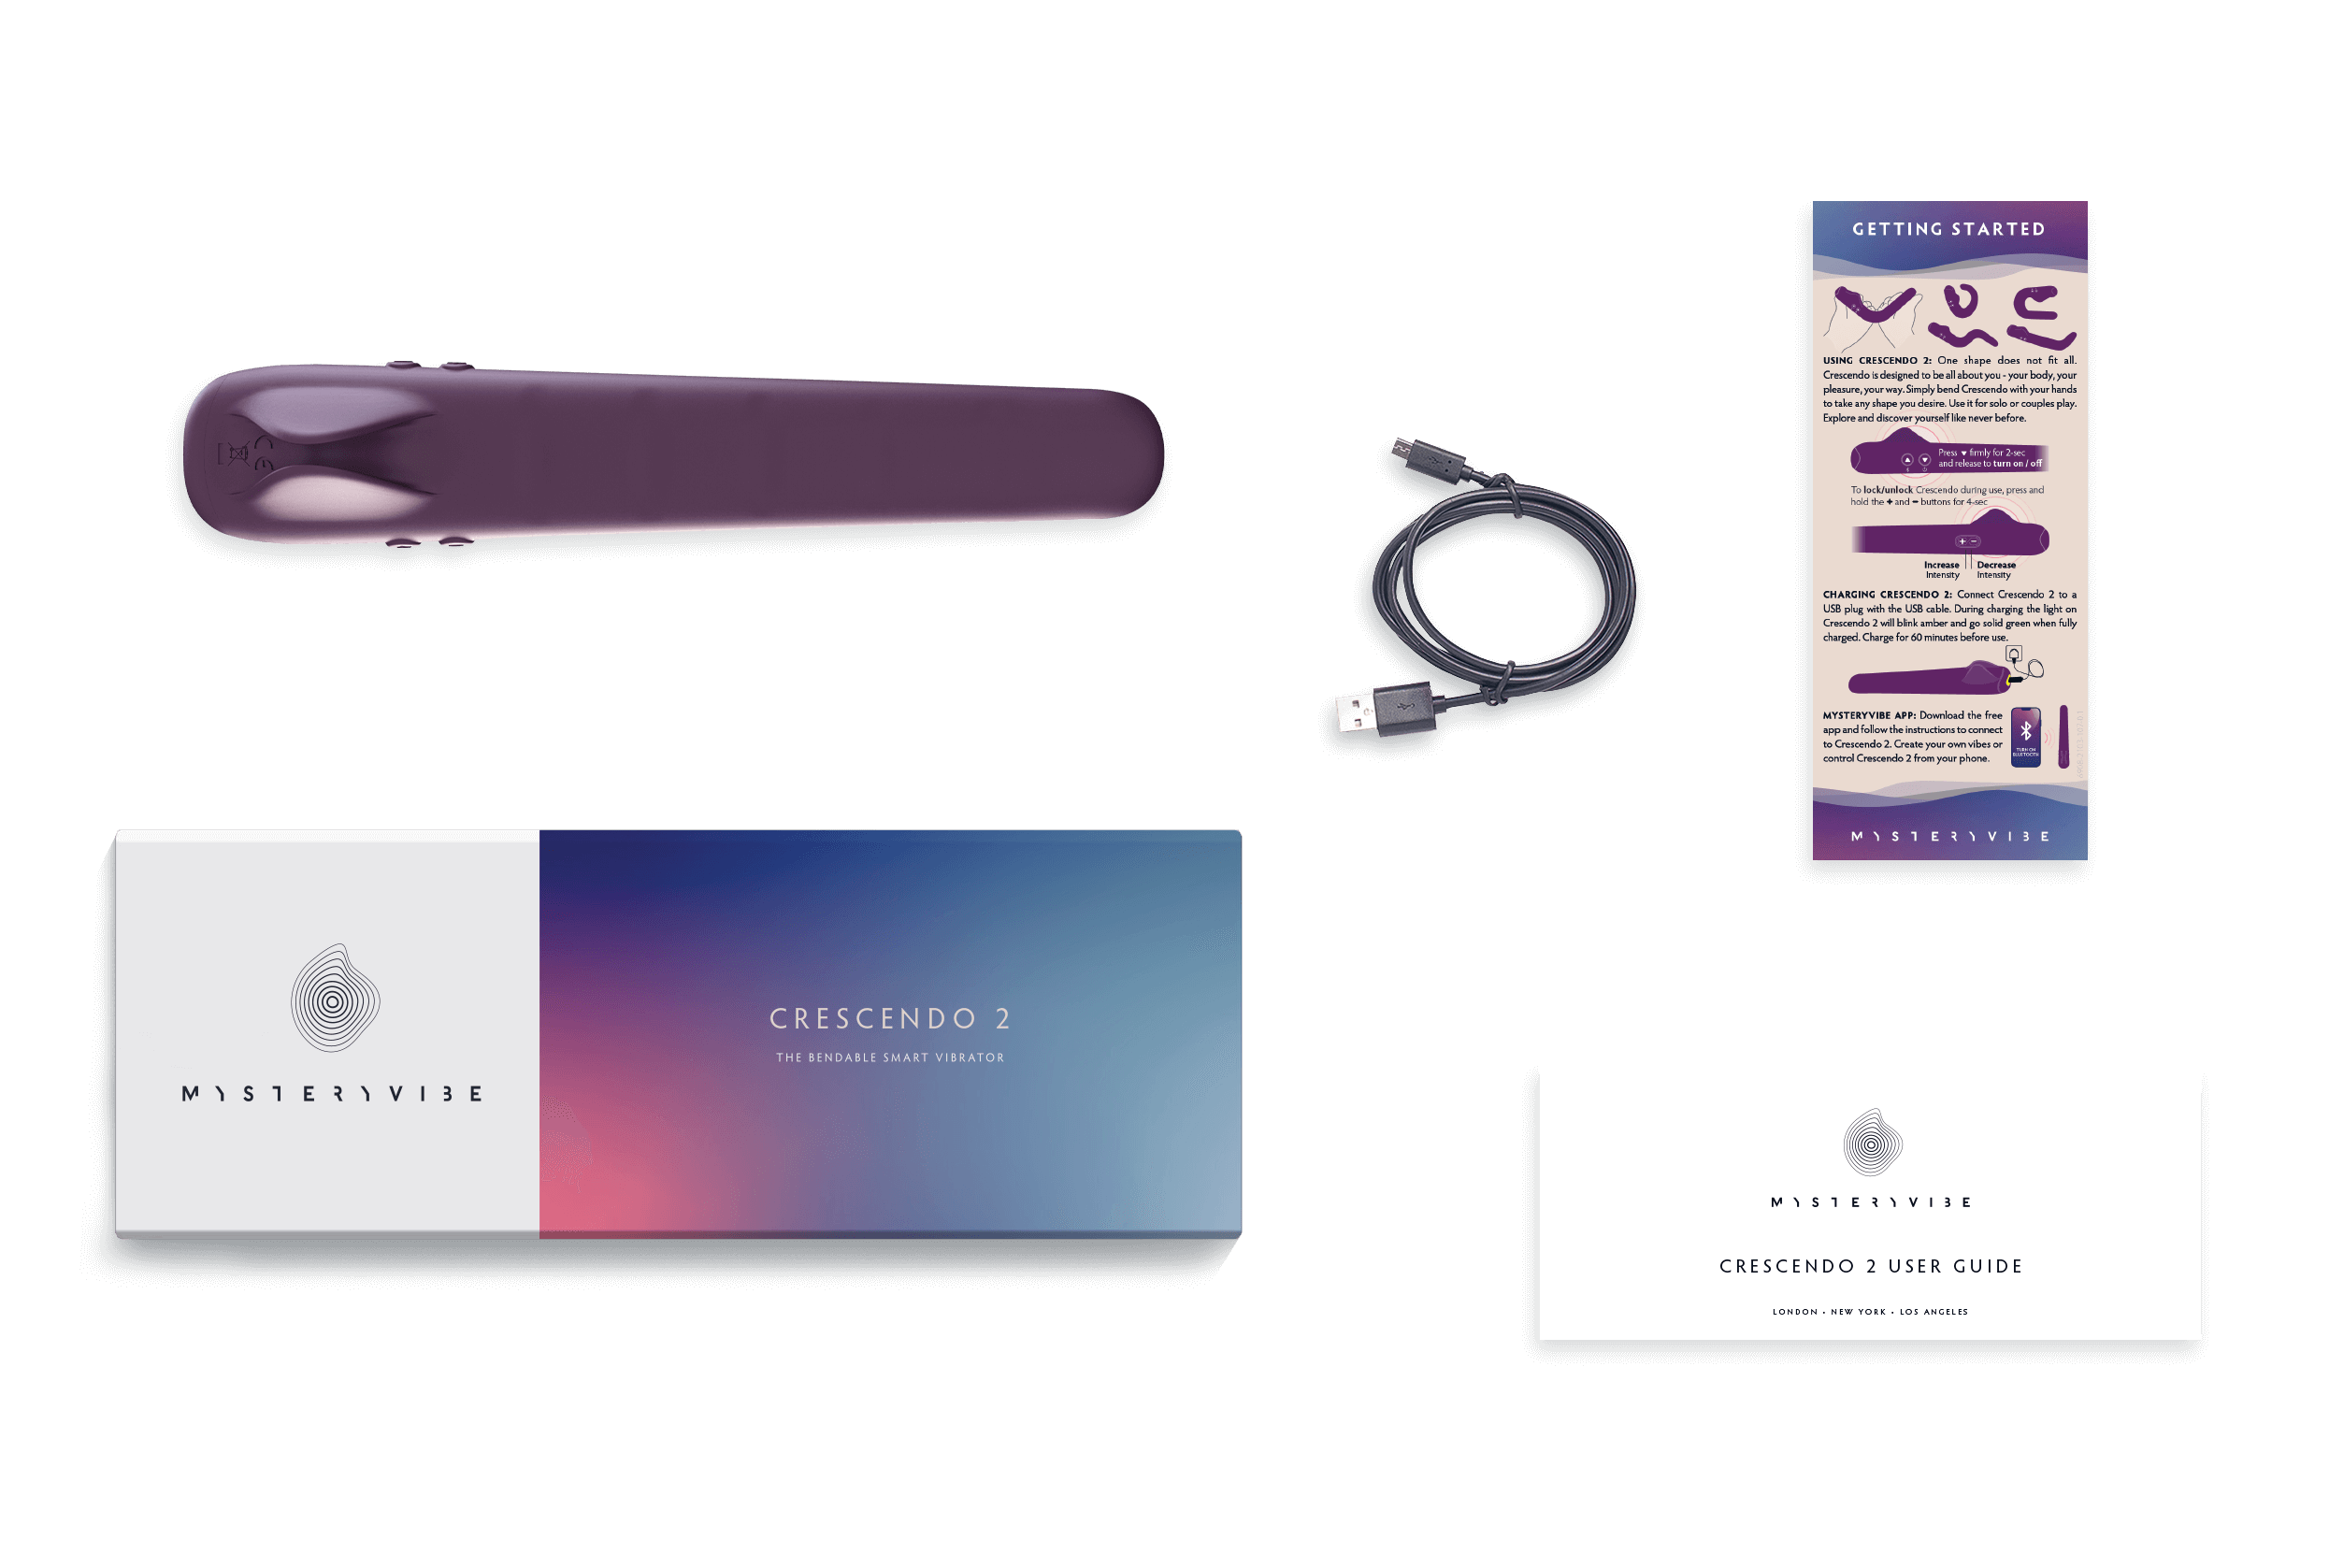 GETTING STARTED
USING CRESCENDO 2: One shape does not fit all.
Crescendo is designed to be all about you - your body, your
pleasure, your way. Simply bend Crescendo with your hands
to take any shape you desire. Use it for solo or couples play.
Explore and discover yourself like never before.
Press ▼ firmly for 2-sec
and release to turn on / off
To lock/unlock Crescendo during use, press and
hold the + and - buttons for 4-sec
+ -
Increase Decrease
Intensity Intensity
CHARGING CRESCENDO 2: Connect Crescendo 2 to a
USB plug with the USB cable. During charging the light on
Crescendo 2 will blink amber and go solid green when fully
charged. Charge for 60 minutes before use.
MYSTERYVIBE APP: Download the free
app and follow the instructions to connect
to Crescendo 2. Create your own vibes or
control Crescendo 2 from your phone.
TURN ON
BLUETOOTH
MYSTERYVIBE
CE
MYSTERYVIBE
CRESCENDO 2
THE BENDABLE SMART VIBRATOR
MYSTERYVIBE
CRESCENDO 2 USER GUIDE
LONDON • NEW YORK • LOS ANGELES